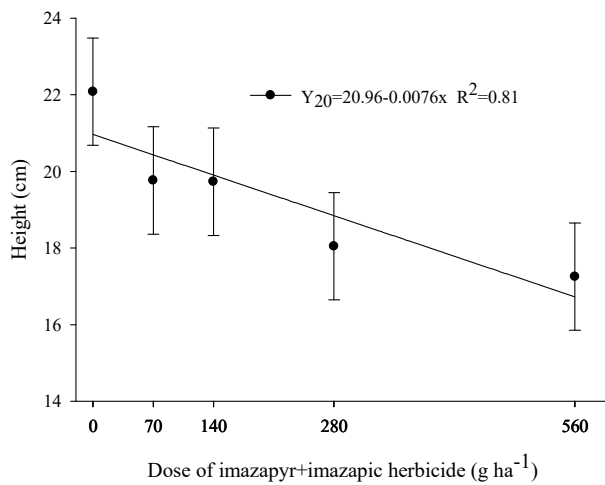 22
20
18
16
14
Height (cm)
Y20=20.96-0.0076x R2=0.81
0 70 140 280 560
Dose of imazapyr+imazapic herbicide (g ha-1)